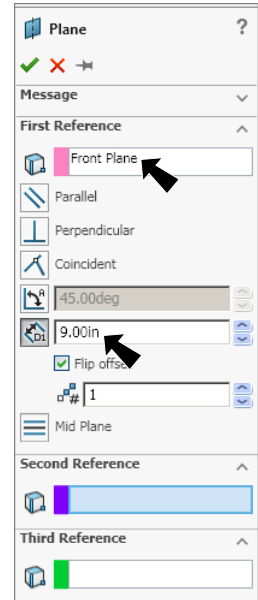 Plane ?
Message
First Reference
Front Plane
Parallel
Perpendicular
Coincident
45.00deg
D1 9.00in
Flip offset
# 1
Mid Plane
Second Reference
Third Reference